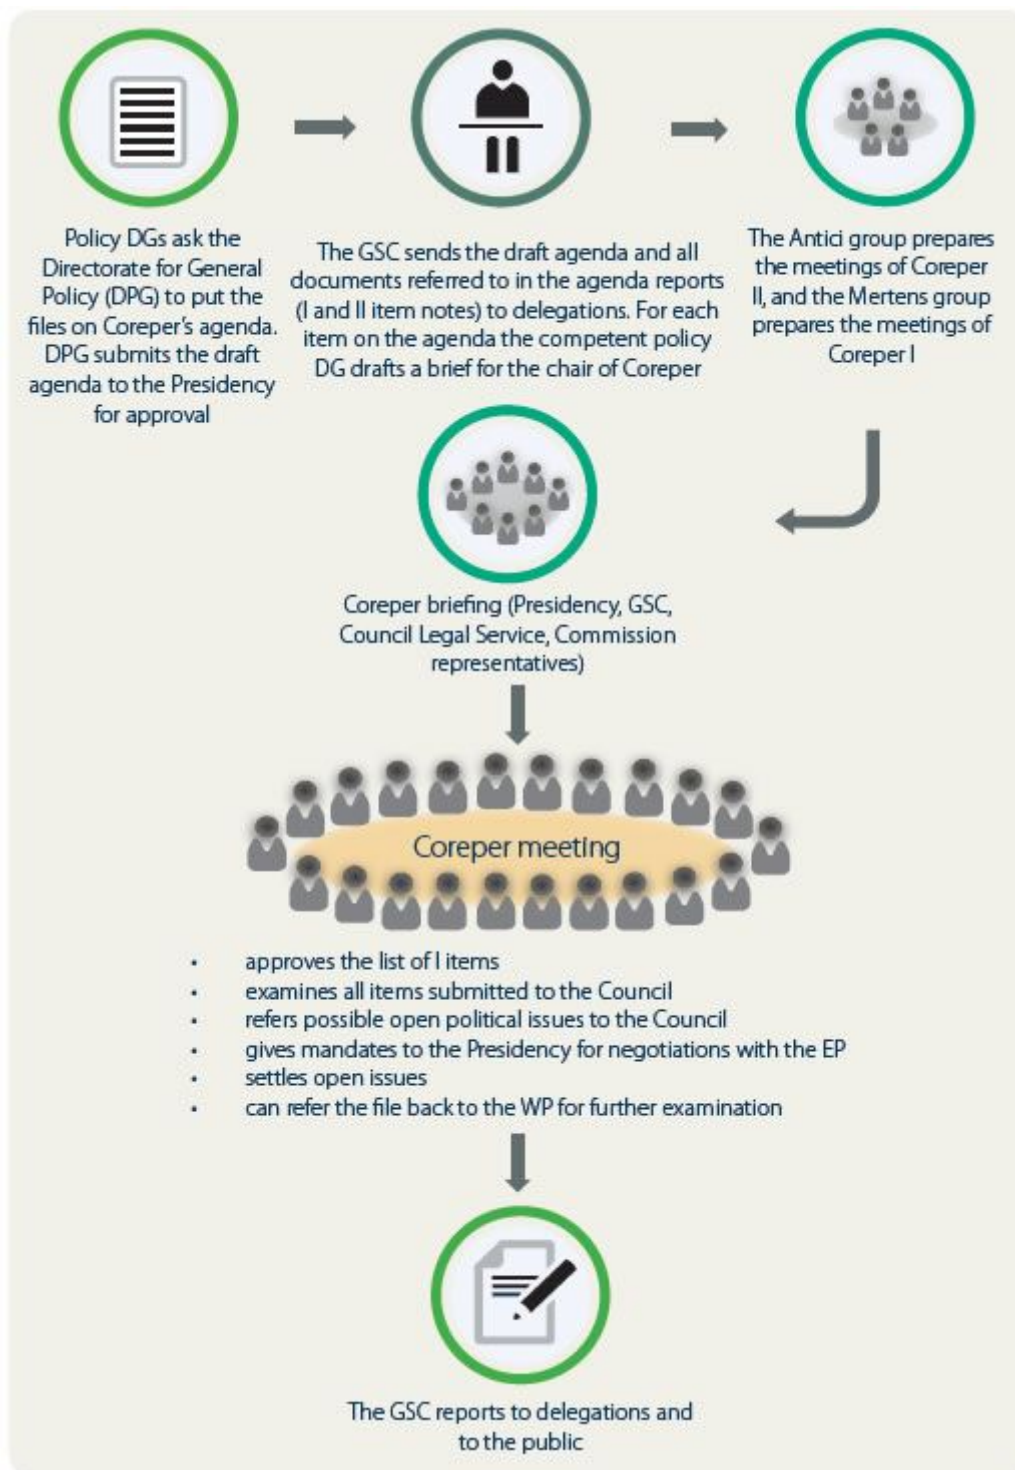 Policy DGs ask the
Directorate for General
Policy (DPG) to put the
files on Coreper's agenda.
DPG submits the draft
agenda to the Presidency
for approval
The GSC sends the draft agenda and all
documents referred to in the agenda reports
(I and II item notes) to delegations. For each
item on the agenda the competent policy
DG drafts a brief for the chair of Coreper
The Antici group prepares
the meetings of Coreper
II, and the Mertens group
prepares the meetings of
Coreper I
Coreper briefing (Presidency, GSC,
Council Legal Service, Commission
representatives)
Coreper meeting
• approves the list of I items
• examines all items submitted to the Council
• refers possible open political issues to the Council
• gives mandates to the Presidency for negotiations with the EP
• settles open issues
• can refer the file back to the WP for further examination
The GSC reports to delegations and
to the public